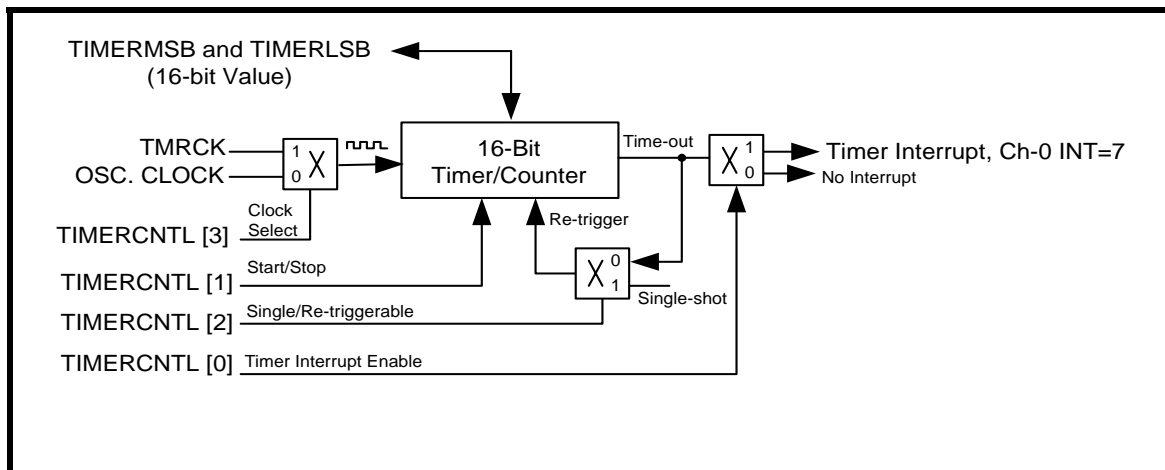 TIMERMSB and TIMERLSB
(16-bit Value)
TMRCK
OSC. CLOCK
1
0
X
16-Bit
Timer/Counter
Time-out
X
1
0
Timer Interrupt, Ch-0 INT=7
No Interrupt
Clock
Select
TIMERCNTL [3]
Re-trigger
Start/Stop
TIMERCNTL [1]
X
0
1
Single-shot
Single/Re-triggerable
TIMERCNTL [2]
TIMERCNTL [0]
Timer Interrupt Enable